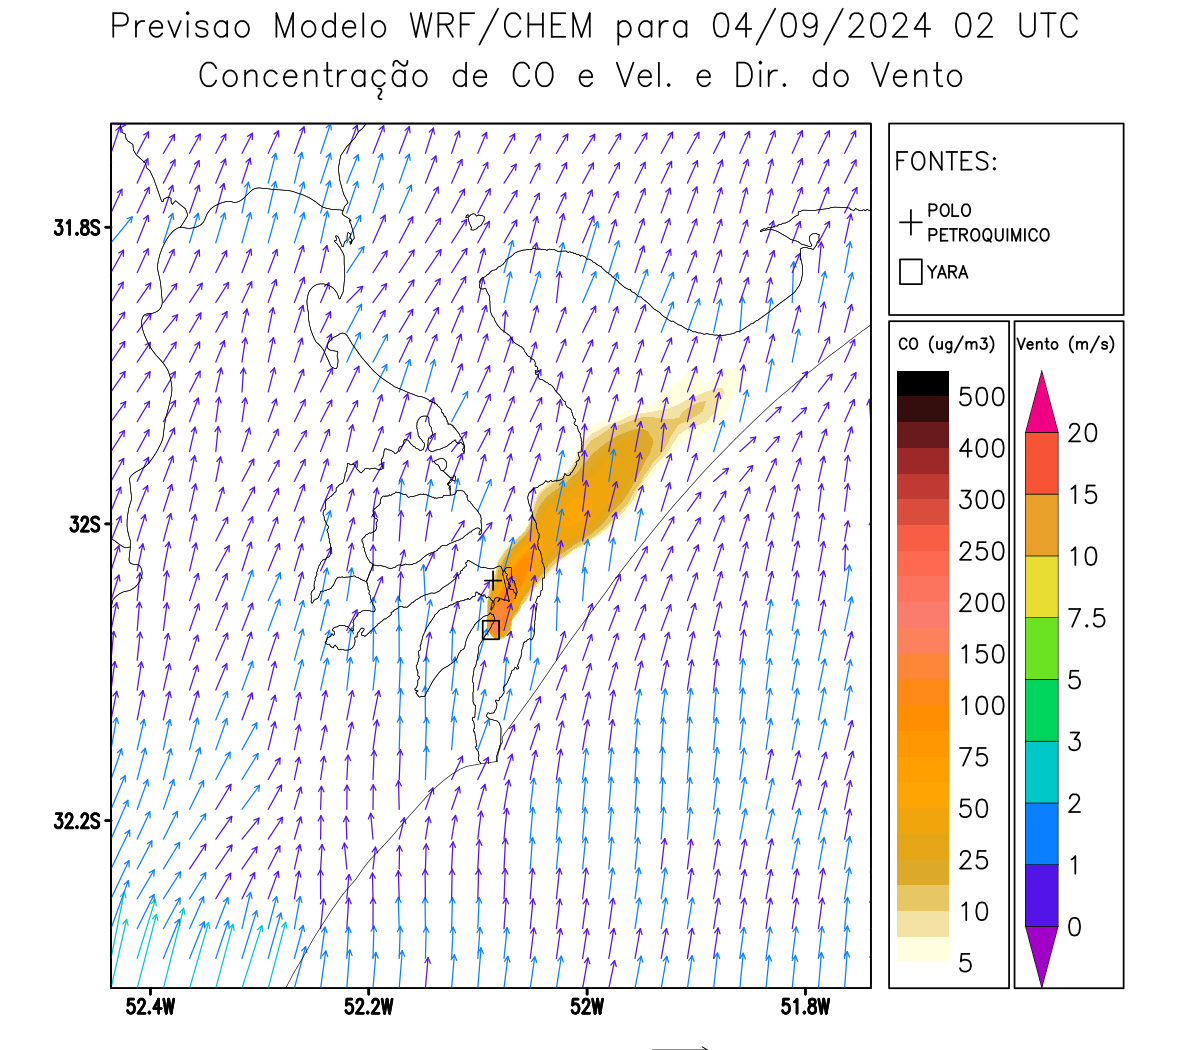 Previsao Modelo WRF/CHEM para 04/09/2024 02 UTC
Concentração de CO e Vel. e Dir. do Vento
FONTES:
POLO
PETROQUIMICO
YARA
CO (ug/m3)
500
400
300
250
200
150
100
75
50
25
10
5
Vento (m/s)
20
15
10
7.5
5
3
2
1
0
31.8S
32S
32.2S
52.4W
52.2W
52W
51.8W